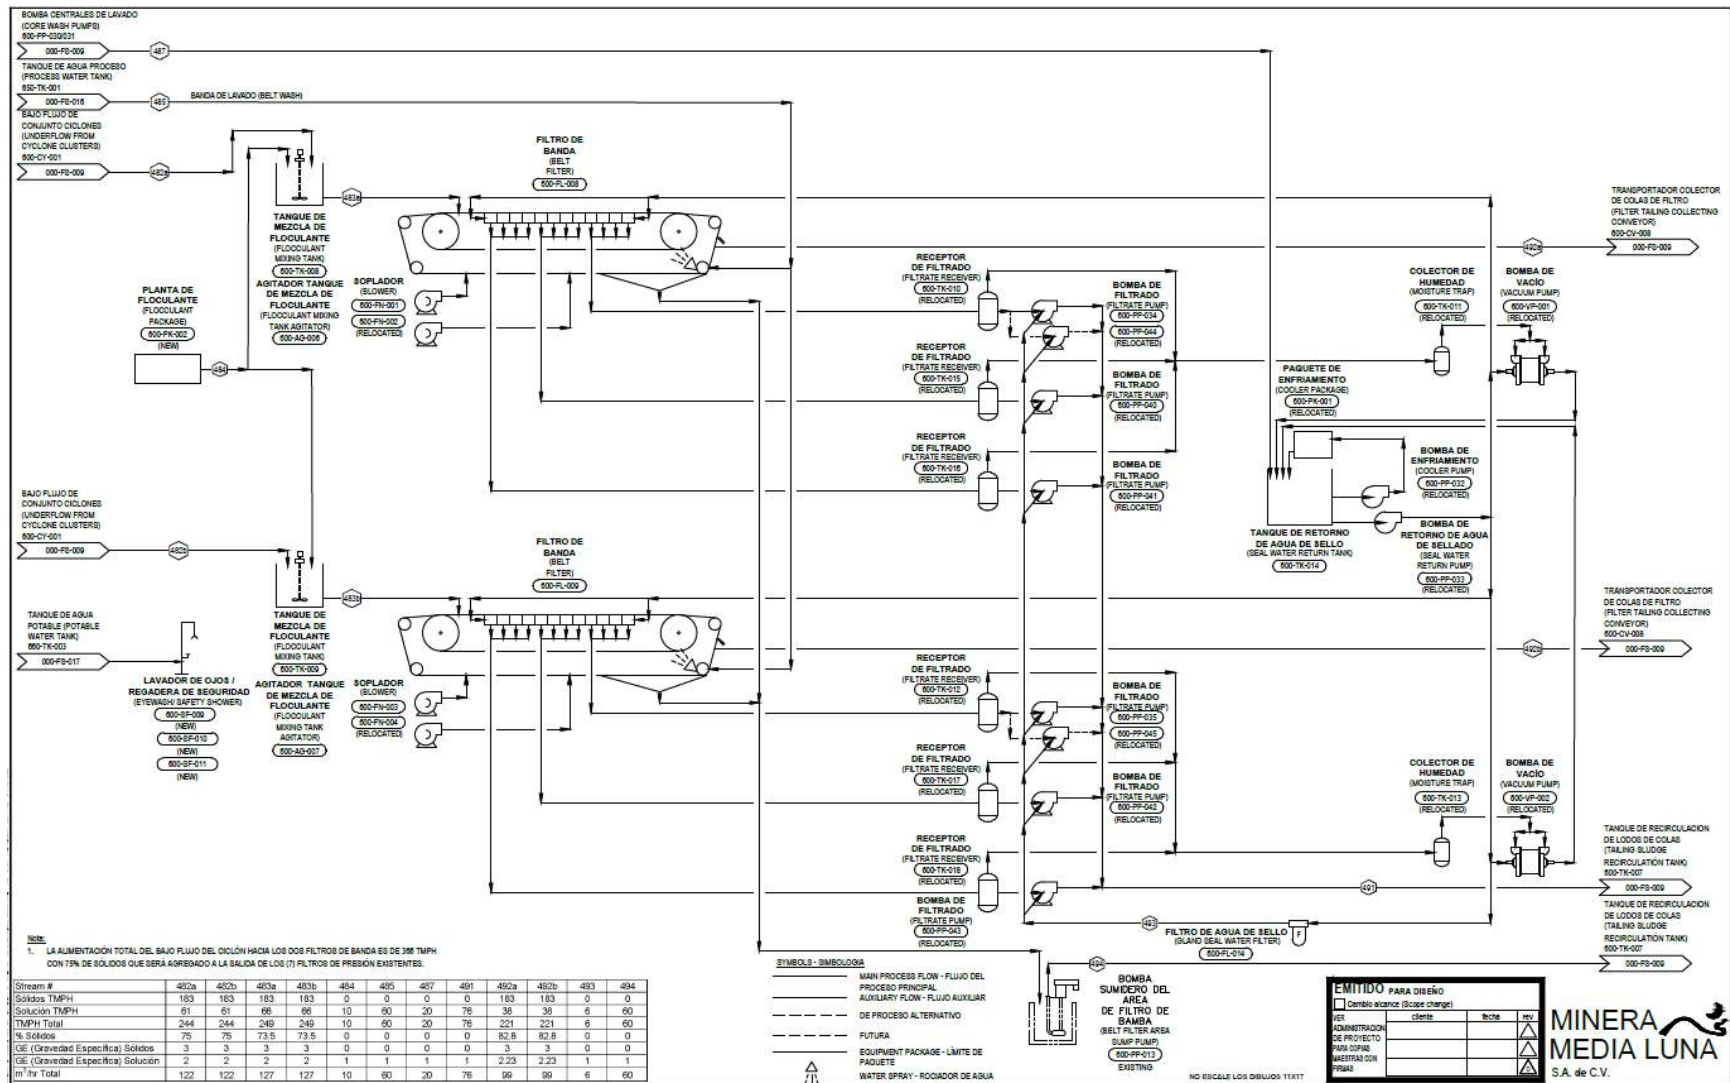 BOMBA CENTRALES DE LAVADO
(CORE WASH PUMPS)
600-PP-030/031
000-FS-009
487
TANQUE DE AGUA PROCESO
(PROCESS WATER TANK)
650-TK-001
000-FS-016
485
BANDA DE LAVADO (BELT WASH)
BAJO FLUJO DE
CONJUNTO CICLONES
(UNDERFLOW FROM
CYCLONE CLUSTERS)
600-CY-001
000-FS-009
482a
TANQUE DE
MEZCLA DE
FLOCULANTE
(FLOCCULANT
MIXING TANK)
600-TK-008
AGITADOR TANQUE
DE MEZCLA DE
FLOCULANTE
(FLOCCULANT MIXING
TANK AGITATOR)
600-AG-006
483a
FILTRO DE
BANDA
(BELT
FILTER)
600-FL-008
SOPLADOR
(BLOWER)
600-FN-001
600-FN-002
(RELOCATED)
PLANTA DE
FLOCULANTE
(FLOCCULANT
PACKAGE)
600-PK-002
(NEW)
484
RECEPTOR
DE FILTRADO
(FILTRATE RECEIVER)
600-TK-010
(RELOCATED)
BOMBA DE
FILTRADO
(FILTRATE PUMP)
600-PP-034
600-PP-044
(RELOCATED)
RECEPTOR
DE FILTRADO
(FILTRATE RECEIVER)
600-TK-015
(RELOCATED)
BOMBA DE
FILTRADO
(FILTRATE PUMP)
600-PP-040
(RELOCATED)
RECEPTOR
DE FILTRADO
(FILTRATE RECEIVER)
600-TK-016
(RELOCATED)
BOMBA DE
FILTRADO
(FILTRATE PUMP)
600-PP-041
(RELOCATED)
TRANSPORTADOR COLECTOR
DE COLAS DE FILTRO
(FILTER TAILING COLLECTING
CONVEYOR)
600-CV-008
000-FS-009
492a
COLECTOR DE
HUMEDAD
(MOISTURE TRAP)
600-TK-011
(RELOCATED)
BOMBA DE
VACÍO
(VACUUM PUMP)
600-VP-001
(RELOCATED)
PAQUETE DE
ENFRIAMIENTO
(COOLER PACKAGE)
600-PK-001
(RELOCATED)
BOMBA DE
ENFRIAMIENTO
(COOLER PUMP)
600-PP-032
(RELOCATED)
TANQUE DE RETORNO
DE AGUA DE SELLO
(SEAL WATER RETURN TANK)
600-TK-014
BOMBA DE
RETORNO DE AGUA
DE SELLADO
(SEAL WATER
RETURN PUMP)
600-PP-033
(RELOCATED)
BAJO FLUJO DE
CONJUNTO CICLONES
(UNDERFLOW FROM
CYCLONE CLUSTERS)
600-CY-001
000-FS-009
482b
TANQUE DE AGUA
POTABLE (POTABLE
WATER TANK)
660-TK-003
000-FS-017
LAVADOR DE OJOS /
REGADERA DE SEGURIDAD
(EYEWASH/ SAFETY SHOWER)
600-SF-009
(NEW)
600-SF-010
(NEW)
600-SF-011
(NEW)
TANQUE DE
MEZCLA DE
FLOCULANTE
(FLOCCULANT
MIXING TANK)
600-TK-009
AGITADOR TANQUE
DE MEZCLA DE
FLOCULANTE
(FLOCCULANT
MIXING TANK
AGITATOR)
600-AG-007
483b
FILTRO DE
BANDA
(BELT
FILTER)
600-FL-009
SOPLADOR
(BLOWER)
600-FN-003
600-FN-004
(RELOCATED)
RECEPTOR
DE FILTRADO
(FILTRATE RECEIVER)
600-TK-012
(RELOCATED)
BOMBA DE
FILTRADO
(FILTRATE PUMP)
600-PP-035
600-PP-045
(RELOCATED)
RECEPTOR
DE FILTRADO
(FILTRATE RECEIVER)
600-TK-017
(RELOCATED)
BOMBA DE
FILTRADO
(FILTRATE PUMP)
600-PP-042
(RELOCATED)
RECEPTOR
DE FILTRADO
(FILTRATE RECEIVER)
600-TK-018
(RELOCATED)
BOMBA DE
FILTRADO
(FILTRATE PUMP)
600-PP-043
(RELOCATED)
TRANSPORTADOR COLECTOR
DE COLAS DE FILTRO
(FILTER TAILING COLLECTING
CONVEYOR)
600-CV-008
000-FS-009
492b
COLECTOR DE
HUMEDAD
(MOISTURE TRAP)
600-TK-013
(RELOCATED)
BOMBA DE
VACÍO
(VACUUM PUMP)
600-VP-002
(RELOCATED)
TANQUE DE RECIRCULACION
DE LODOS DE COLAS
(TAILING SLUDGE
RECIRCULATION TANK)
600-TK-007
000-FS-009
491
TANQUE DE RECIRCULACION
DE LODOS DE COLAS
(TAILING SLUDGE
RECIRCULATION TANK)
600-TK-007
000-FS-009
493
FILTRO DE AGUA DE SELLO
(GLAND SEAL WATER FILTER)
600-FL-014
F
494
BOMBA
SUMIDERO DEL
AREA
DE FILTRO DE
BAMBA
(BELT FILTER AREA
SUMP PUMP)
600-PP-013
EXISTING
Note:
1. LA ALIMENTACIÓN TOTAL DEL BAJO FLUJO DEL CICLÓN HACIA LOS DOS FILTROS DE BANDA ES DE 366 TMPH
CON 75% DE SÓLIDOS QUE SERÁ AGREGADO A LA SALIDA DE LOS (7) FILTROS DE PRESIÓN EXISTENTES.
Stream # 482a 482b 483a 483b 484 485 487 491 492a 492b 493 494
Sólidos TMPH 183 183 183 183 0 0 0 0 183 183 0 0
Solución TMPH 61 61 66 66 10 60 20 76 38 38 6 60
TMPH Total 244 244 249 249 10 60 20 76 221 221 6 60
% Sólidos 75 75 73.5 73.5 0 0 0 0 82.8 82.8 0 0
GE (Gravedad Especifica) Sólidos 3 3 3 3 0 0 0 0 3 3 0 0
GE (Gravedad Especifica) Solución 2 2 2 2 1 1 1 1 2.23 2.23 1 1
m³/hr Total 122 122 127 127 10 60 20 76 99 99 6 60
SYMBOLS - SIMBOLOGIA
MAIN PROCESS FLOW - FLUJO DEL
PROCESO PRINCIPAL
AUXILIARY FLOW - FLUJO AUXILIAR
DE PROCESO ALTERNATIVO
FUTURA
EQUIPMENT PACKAGE - LÍMITE DE
PAQUETE
WATER SPRAY - ROCIADOR DE AGUA
NO ESCALE LOS DIBUJOS 11X17
EMITIDO PARA DISEÑO
Cambio alcance (Scope change)
VER
ADMINISTRACION
DE PROYECTO
PARA COPIAS
MAESTRAS CON
FIRMAS
cliente fecha rev
MINERA
MEDIA LUNA
S.A. de C.V.